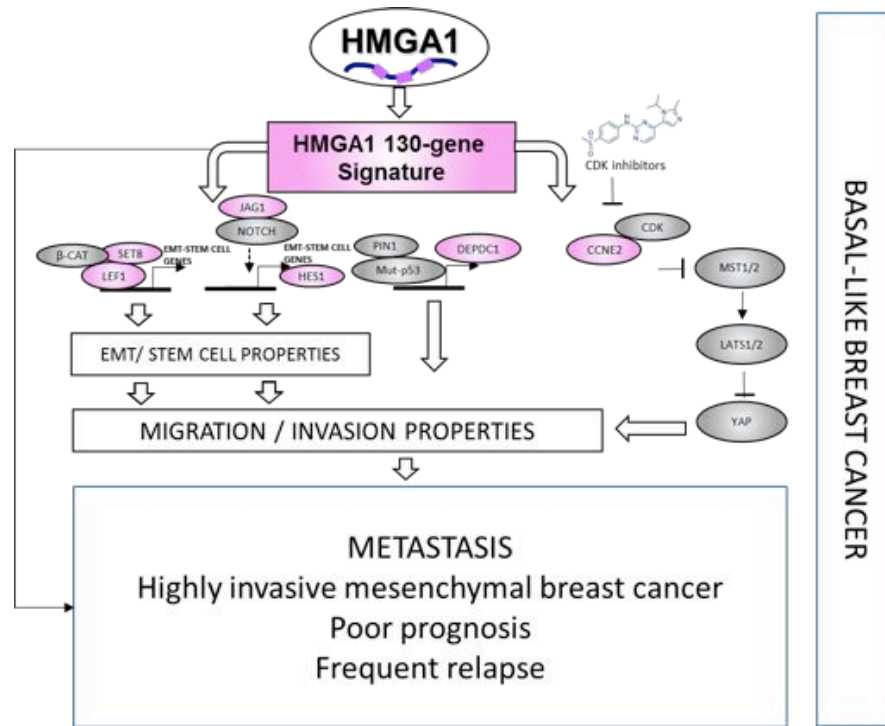 HMGA1
HMGA1 130-gene
Signature
CDK inhibitors
JAG1
NOTCH
β-CAT
SET8
LEF1
EMT-STEM CELL
GENES
EMT-STEM CELL
GENES
HES1
PIN1
Mut-p53
DEPDC1
CDK
CCNE2
MST1/2
LATS1/2
YAP
EMT/ STEM CELL PROPERTIES
MIGRATION / INVASION PROPERTIES
METASTASIS
Highly invasive mesenchymal breast cancer
Poor prognosis
Frequent relapse
BASAL-LIKE BREAST CANCER